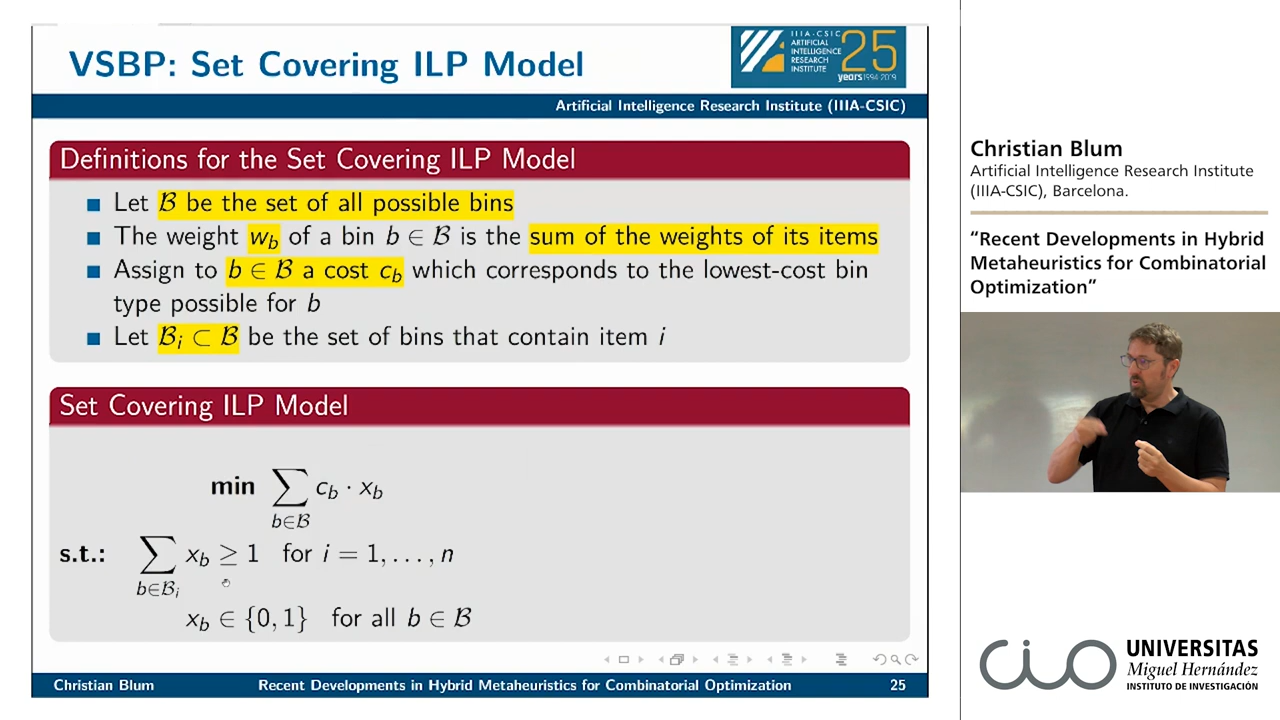 VSBP: Set Covering ILP Model
IIIA-CSIC
ARTIFICIAL
INTELLIGENCE
RESEARCH
INSTITUTE
25
years 1994-2019
Artificial Intelligence Research Institute (IIIA-CSIC)
Definitions for the Set Covering ILP Model
Let ℬ be the set of all possible bins
The weight w_b of a bin b ∈ ℬ is the sum of the weights of its items
Assign to b ∈ ℬ a cost c_b which corresponds to the lowest-cost bin
type possible for b
Let ℬ_i ⊂ ℬ be the set of bins that contain item i
Set Covering ILP Model
min ∑_{b∈ℬ} c_b · x_b
s.t.: ∑_{b∈ℬ_i} x_b ≥ 1 for i = 1, . . . , n
x_b ∈ {0, 1} for all b ∈ ℬ
Christian Blum Recent Developments in Hybrid Metaheuristics for Combinatorial Optimization 25
Christian Blum
Artificial Intelligence Research Institute
(IIIA-CSIC), Barcelona.
“Recent Developments in Hybrid
Metaheuristics for Combinatorial
Optimization”
cio
UNIVERSITAS
Miguel Hernández
INSTITUTO DE INVESTIGACIÓN